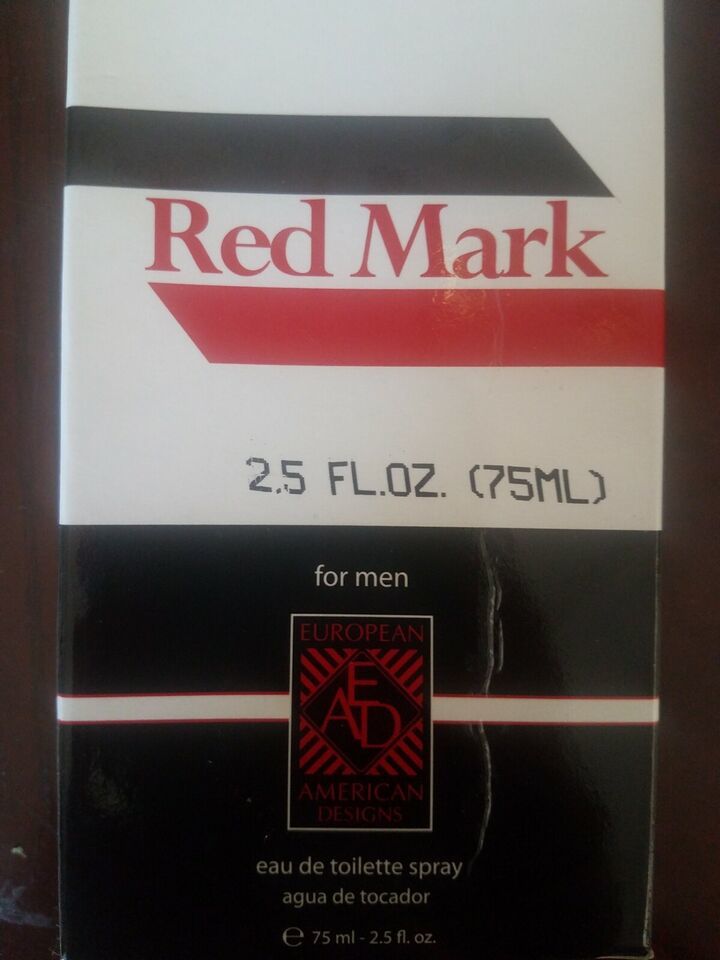 Red Mark
2.5 FL.OZ. (75ML)
for men
EUROPEAN
EAD
AMERICAN
DESIGNS
eau de toilette spray
agua de tocador
℮ 75 ml - 2.5 fl. oz.